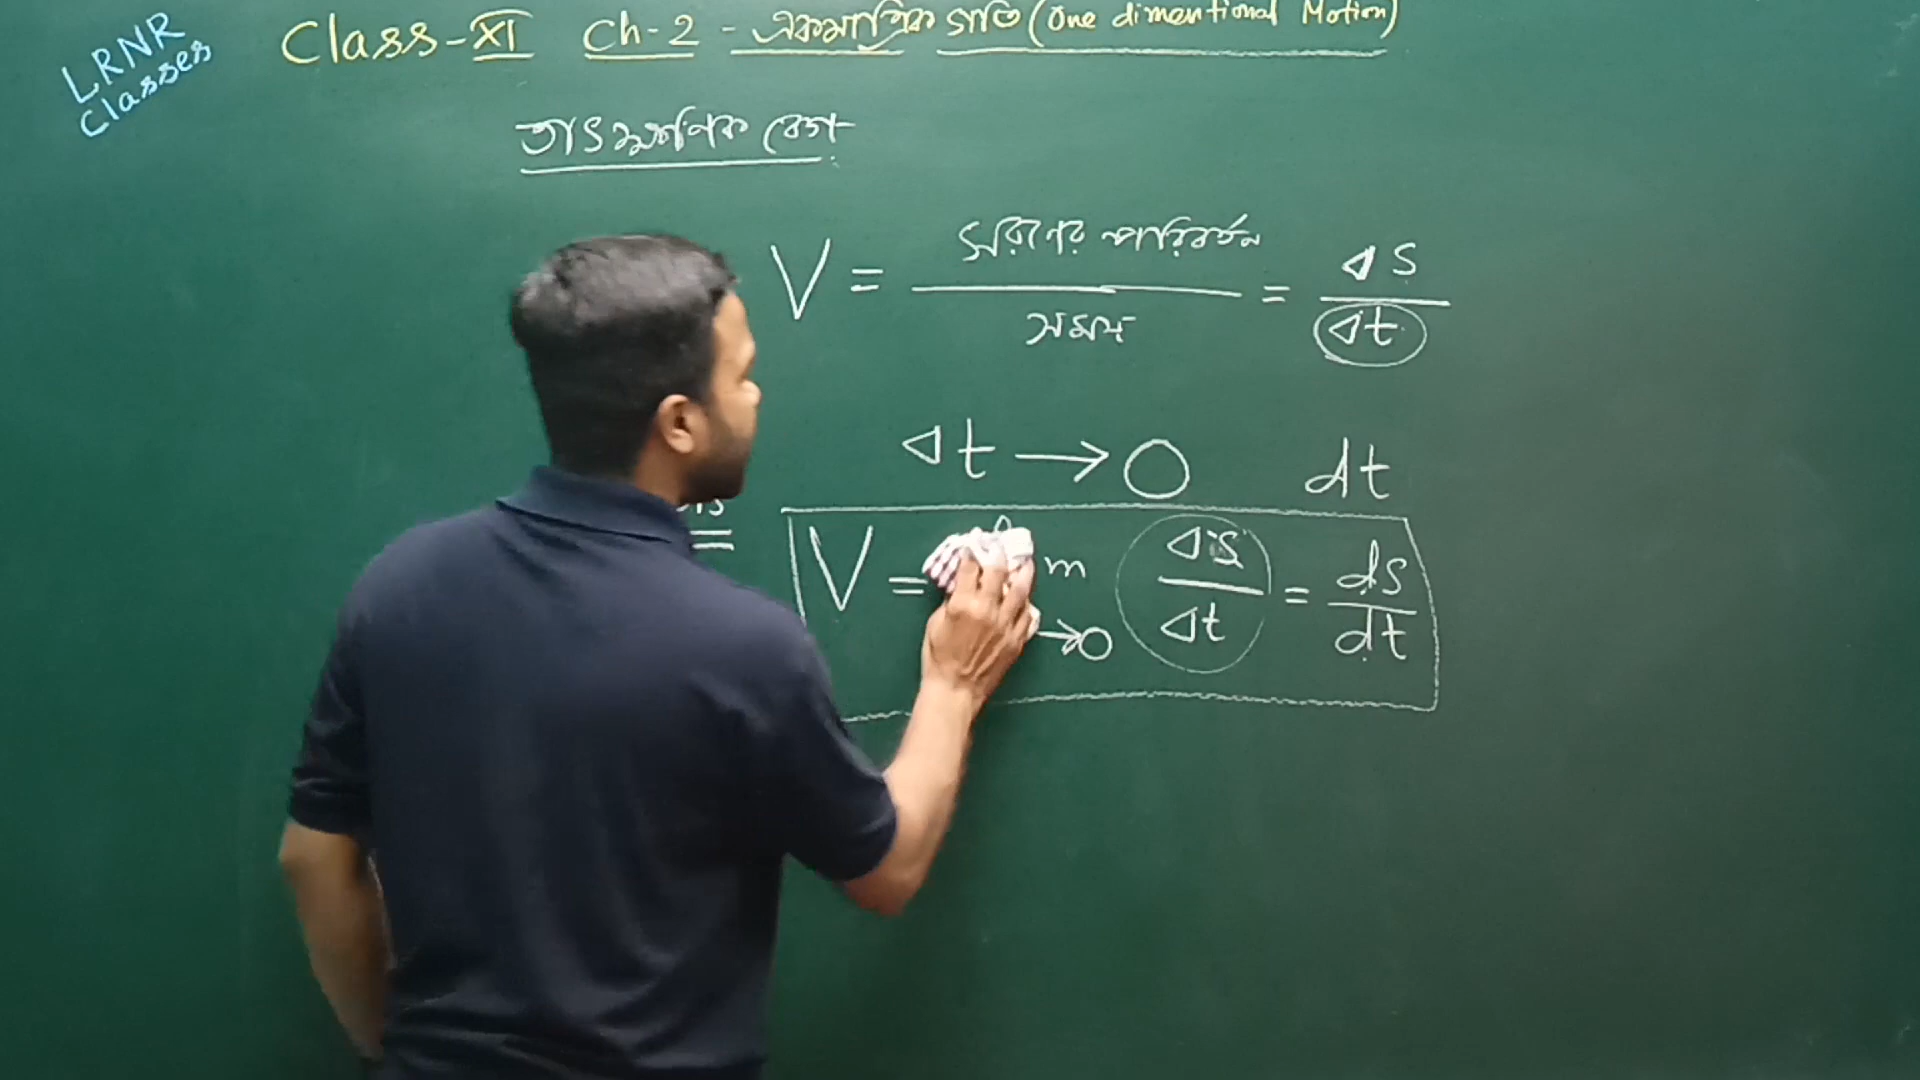 LRNR
Classes
Class-XI Ch-2 - একমাত্রিক গতি (One dimentional Motion)
তাৎক্ষণিক বেগ
V = সরণের পরিবর্তন / সময় = Δs / Δt
Δt → 0 dt
V = m → 0 Δs / Δt = ds / dt